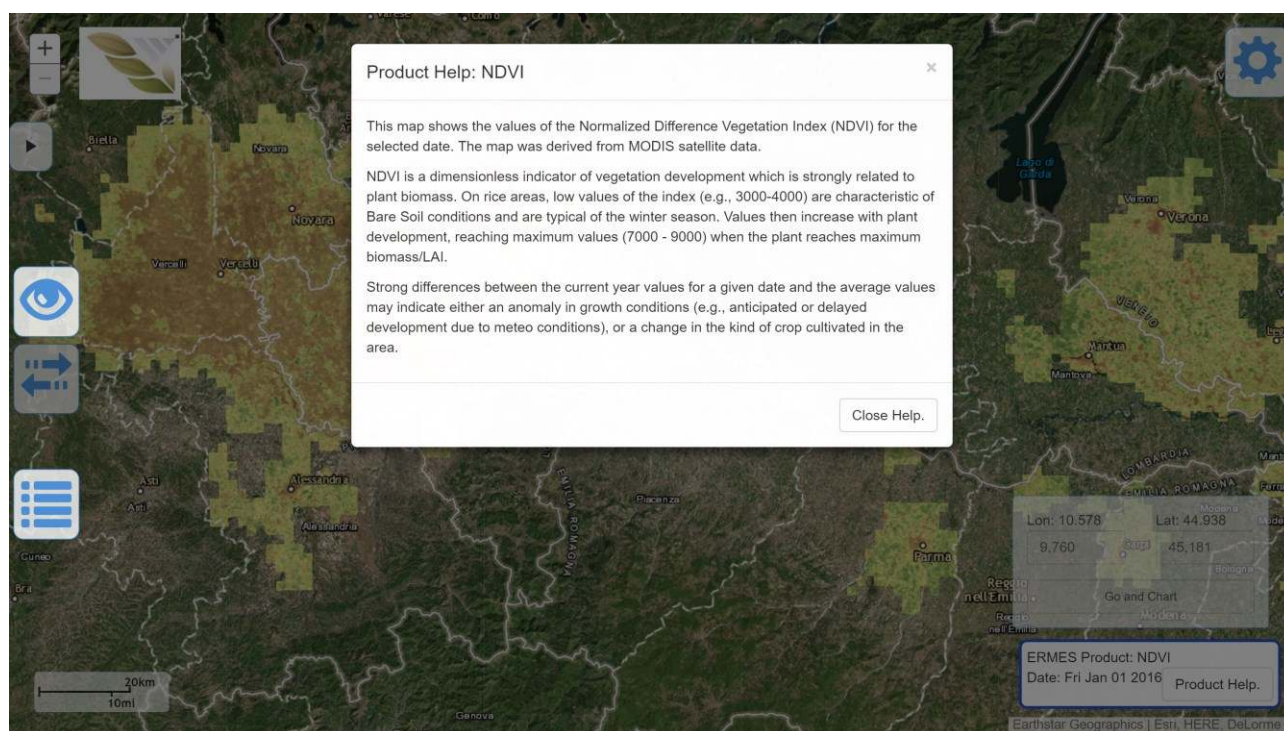 Varese
Como
+
−
Product Help: NDVI
×
This map shows the values of the Normalized Difference Vegetation Index (NDVI) for the
selected date. The map was derived from MODIS satellite data.
NDVI is a dimensionless indicator of vegetation development which is strongly related to
plant biomass. On rice areas, low values of the index (e.g., 3000-4000) are characteristic of
Bare Soil conditions and are typical of the winter season. Values then increase with plant
development, reaching maximum values (7000 - 9000) when the plant reaches maximum
biomass/LAI.
Strong differences between the current year values for a given date and the average values
may indicate either an anomaly in growth conditions (e.g., anticipated or delayed
development due to meteo conditions), or a change in the kind of crop cultivated in the
area.
Close Help.
Biella
Novara
Novara
Vercelli
Vercelli
Lago di
Garda
Verona
Verona
VENETO
Mantua
Mantova
LOMBARDIA
EMILIA ROMAGNA
Asti
Asti
Alessandria
Alessandria
EMILIA ROMAGNA
Piacenza
Parma
Cuneo
Bra
Genova
Reggio
nell'Emilia
Modena
Lon: 10.578
Lat: 44.938
9,760
Carpi
45,181
Bologna
Go and Chart
Modena
20km
10mi
ERMES Product: NDVI
Date: Fri Jan 01 2016
Product Help.
Earthstar Geographics | Esri, HERE, DeLorme